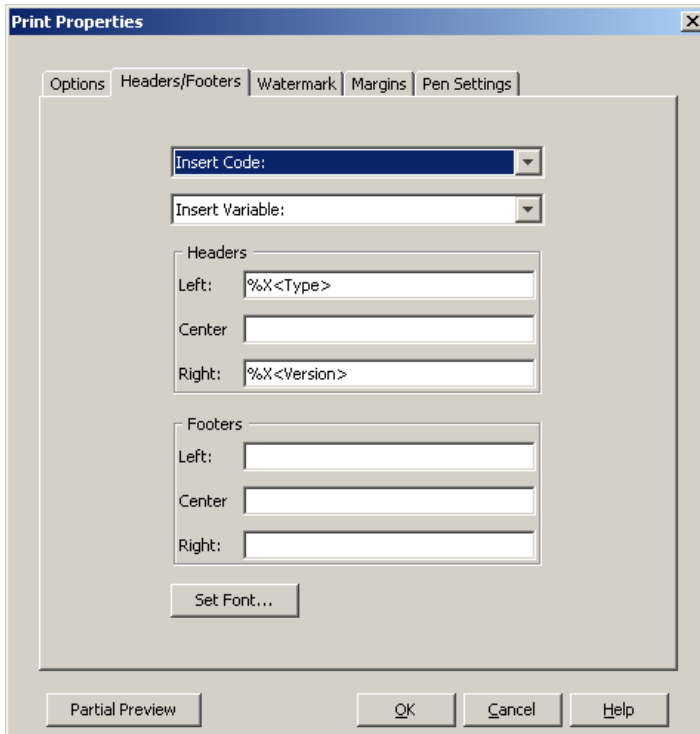 Print Properties
Options Headers/Footers Watermark Margins Pen Settings
Insert Code:
Insert Variable:
Headers
Left: %X<Type>
Center
Right: %X<Version>
Footers
Left:
Center
Right:
Set Font...
Partial Preview OK Cancel Help